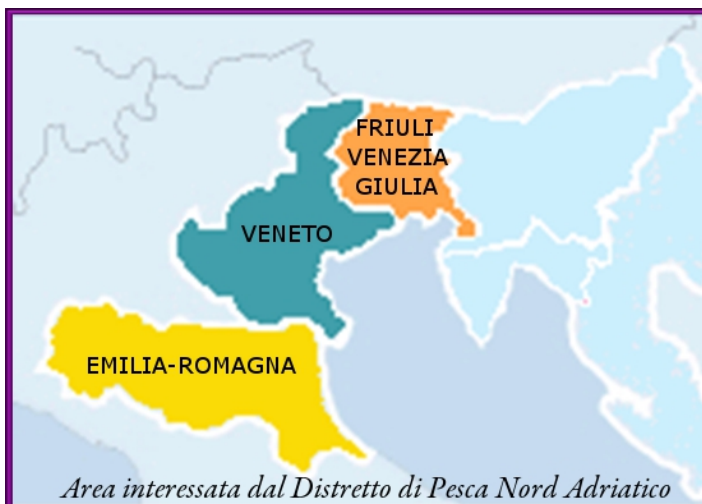 FRIULI
VENEZIA
GIULIA
VENETO
EMILIA-ROMAGNA
Area interessata dal Distretto di Pesca Nord Adriatico